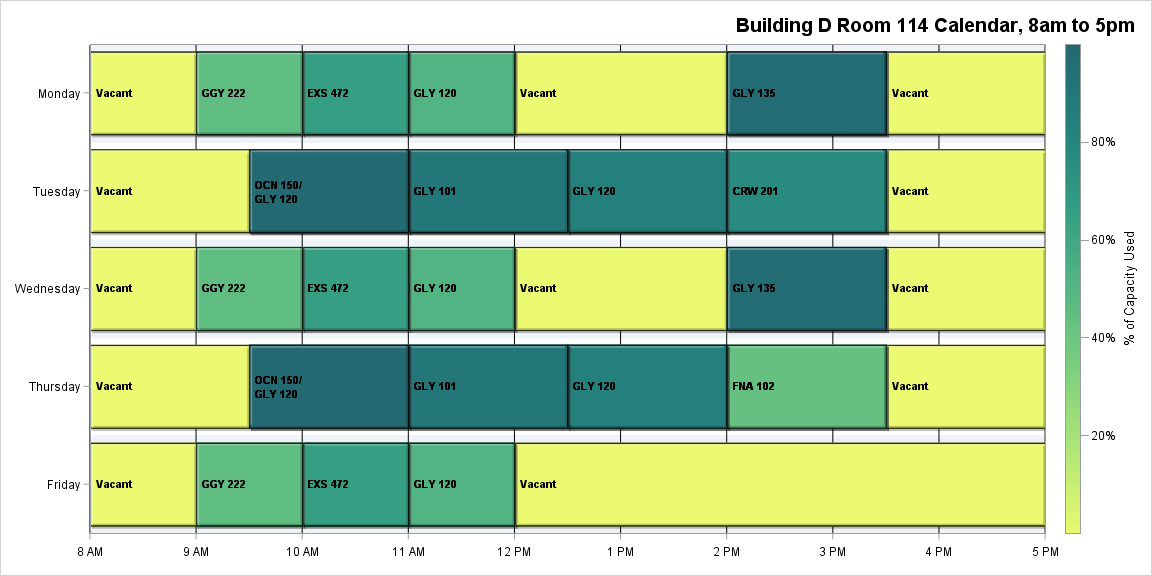 Building D Room 114 Calendar, 8am to 5pm
Monday
Vacant
GGY 222
EXS 472
GLY 120
Vacant
GLY 135
Vacant
Tuesday
Vacant
OCN 150/
GLY 120
GLY 101
GLY 120
CRW 201
Vacant
Wednesday
Vacant
GGY 222
EXS 472
GLY 120
Vacant
GLY 135
Vacant
Thursday
Vacant
OCN 150/
GLY 120
GLY 101
GLY 120
FNA 102
Vacant
Friday
Vacant
GGY 222
EXS 472
GLY 120
Vacant
8 AM
9 AM
10 AM
11 AM
12 PM
1 PM
2 PM
3 PM
4 PM
5 PM
80%
60%
40%
20%
% of Capacity Used